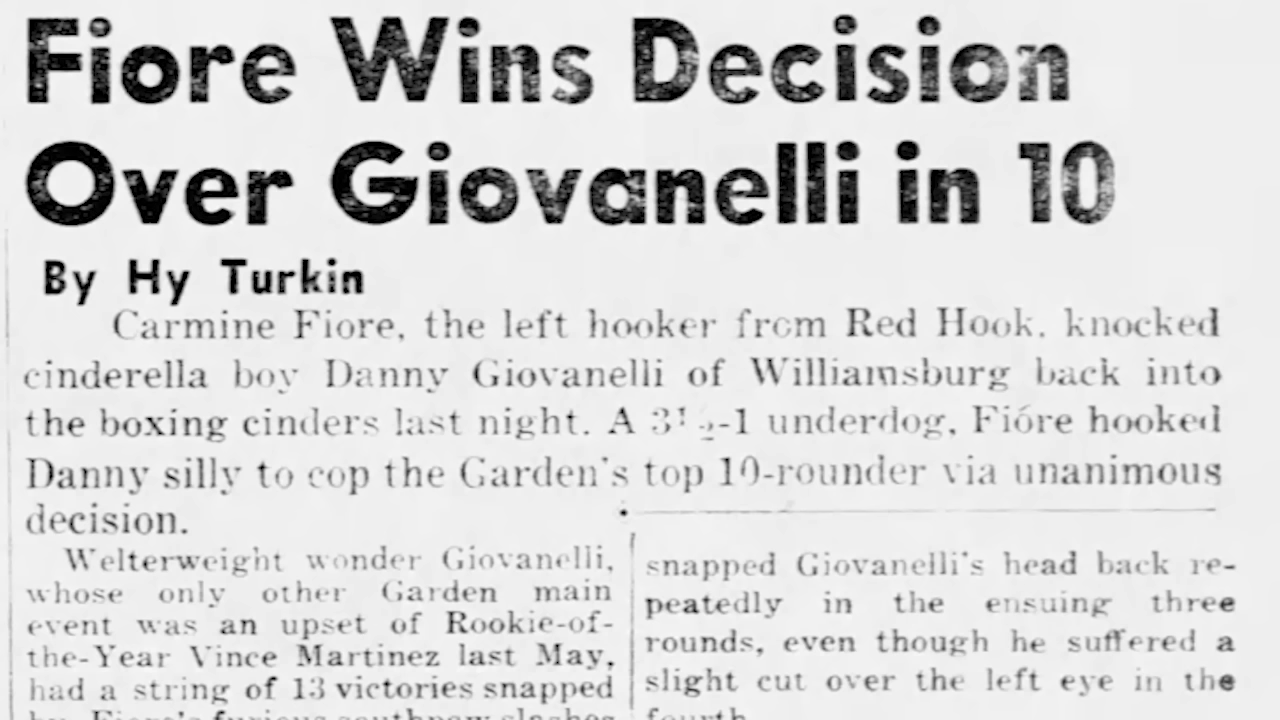 Fiore Wins Decision
Over Giovanelli in 10
By Hy Turkin
Carmine Fiore, the left hooker from Red Hook, knocked
cinderella boy Danny Giovanelli of Williamsburg back into
the boxing cinders last night. A 3½-1 underdog, Fiore hooked
Danny silly to cop the Garden's top 10-rounder via unanimous
decision.
Welterweight wonder Giovanelli,
whose only other Garden main
event was an upset of Rookie-of-
the-Year Vince Martinez last May,
had a string of 13 victories snapped
by Fiore's furious southpaw slashes
snapped Giovanelli's head back re-
peatedly in the ensuing three
rounds, even though he suffered a
slight cut over the left eye in the
fourth